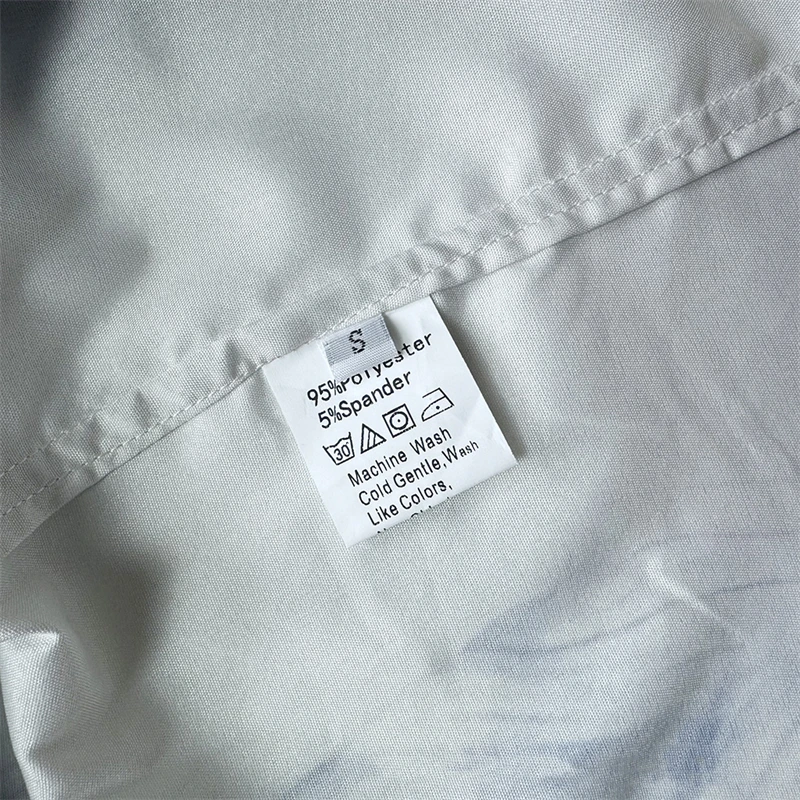 S
95%Polyester
5%Spander
30
Machine Wash
Cold Gentle,Wash
Like Colors,